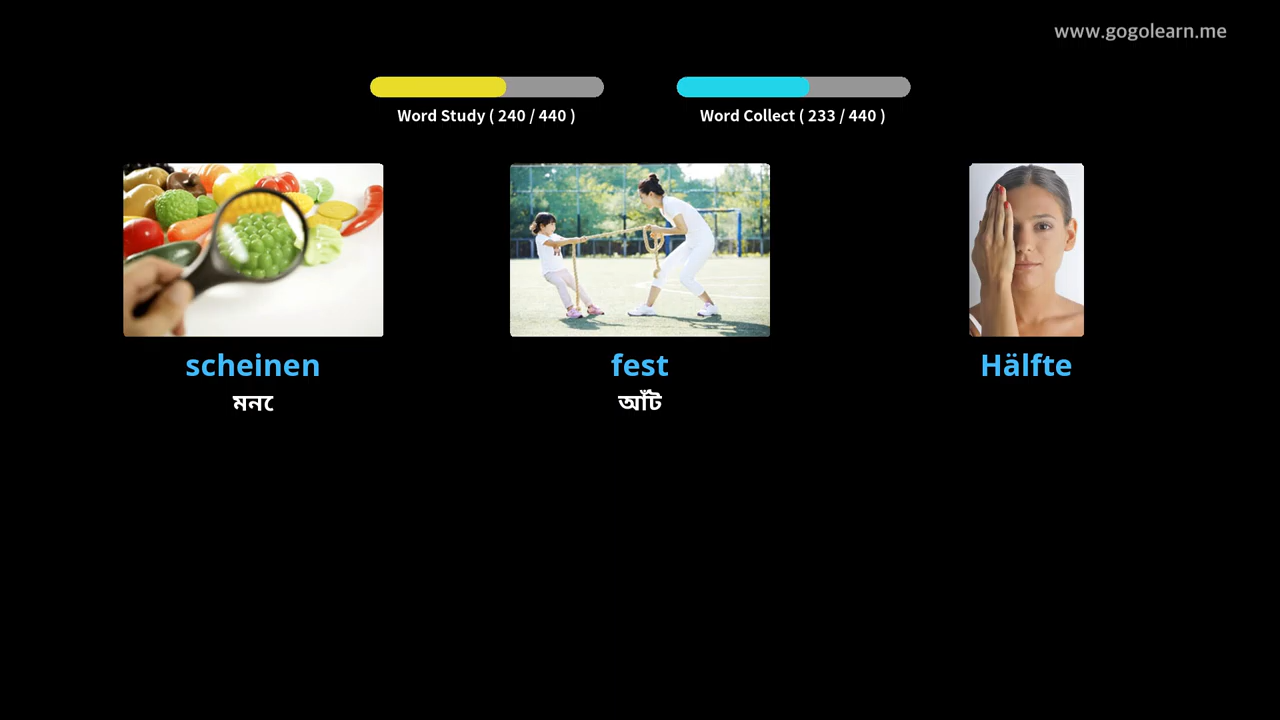 www.gogolearn.me
Word Study ( 240 / 440 )
Word Collect ( 233 / 440 )
scheinen
fest
Hälfte
মনে
আঁট